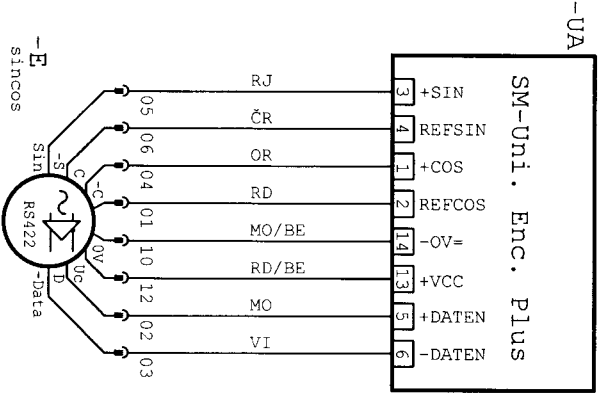 -UA
SM-Uni. Enc. Plus
-E
sincos
RJ 3 +SIN
05
ČR 4 REFSIN
06
OR 1 +COS
04
RD 2 REFCOS
01
MO/BE 14 -OV=
10
RD/BE 13 +VCC
12
MO 5 +DATEN
02
VI 6 -DATEN
03
Sin
-S
C
-C
RS422
0V
Uc
D
-Data